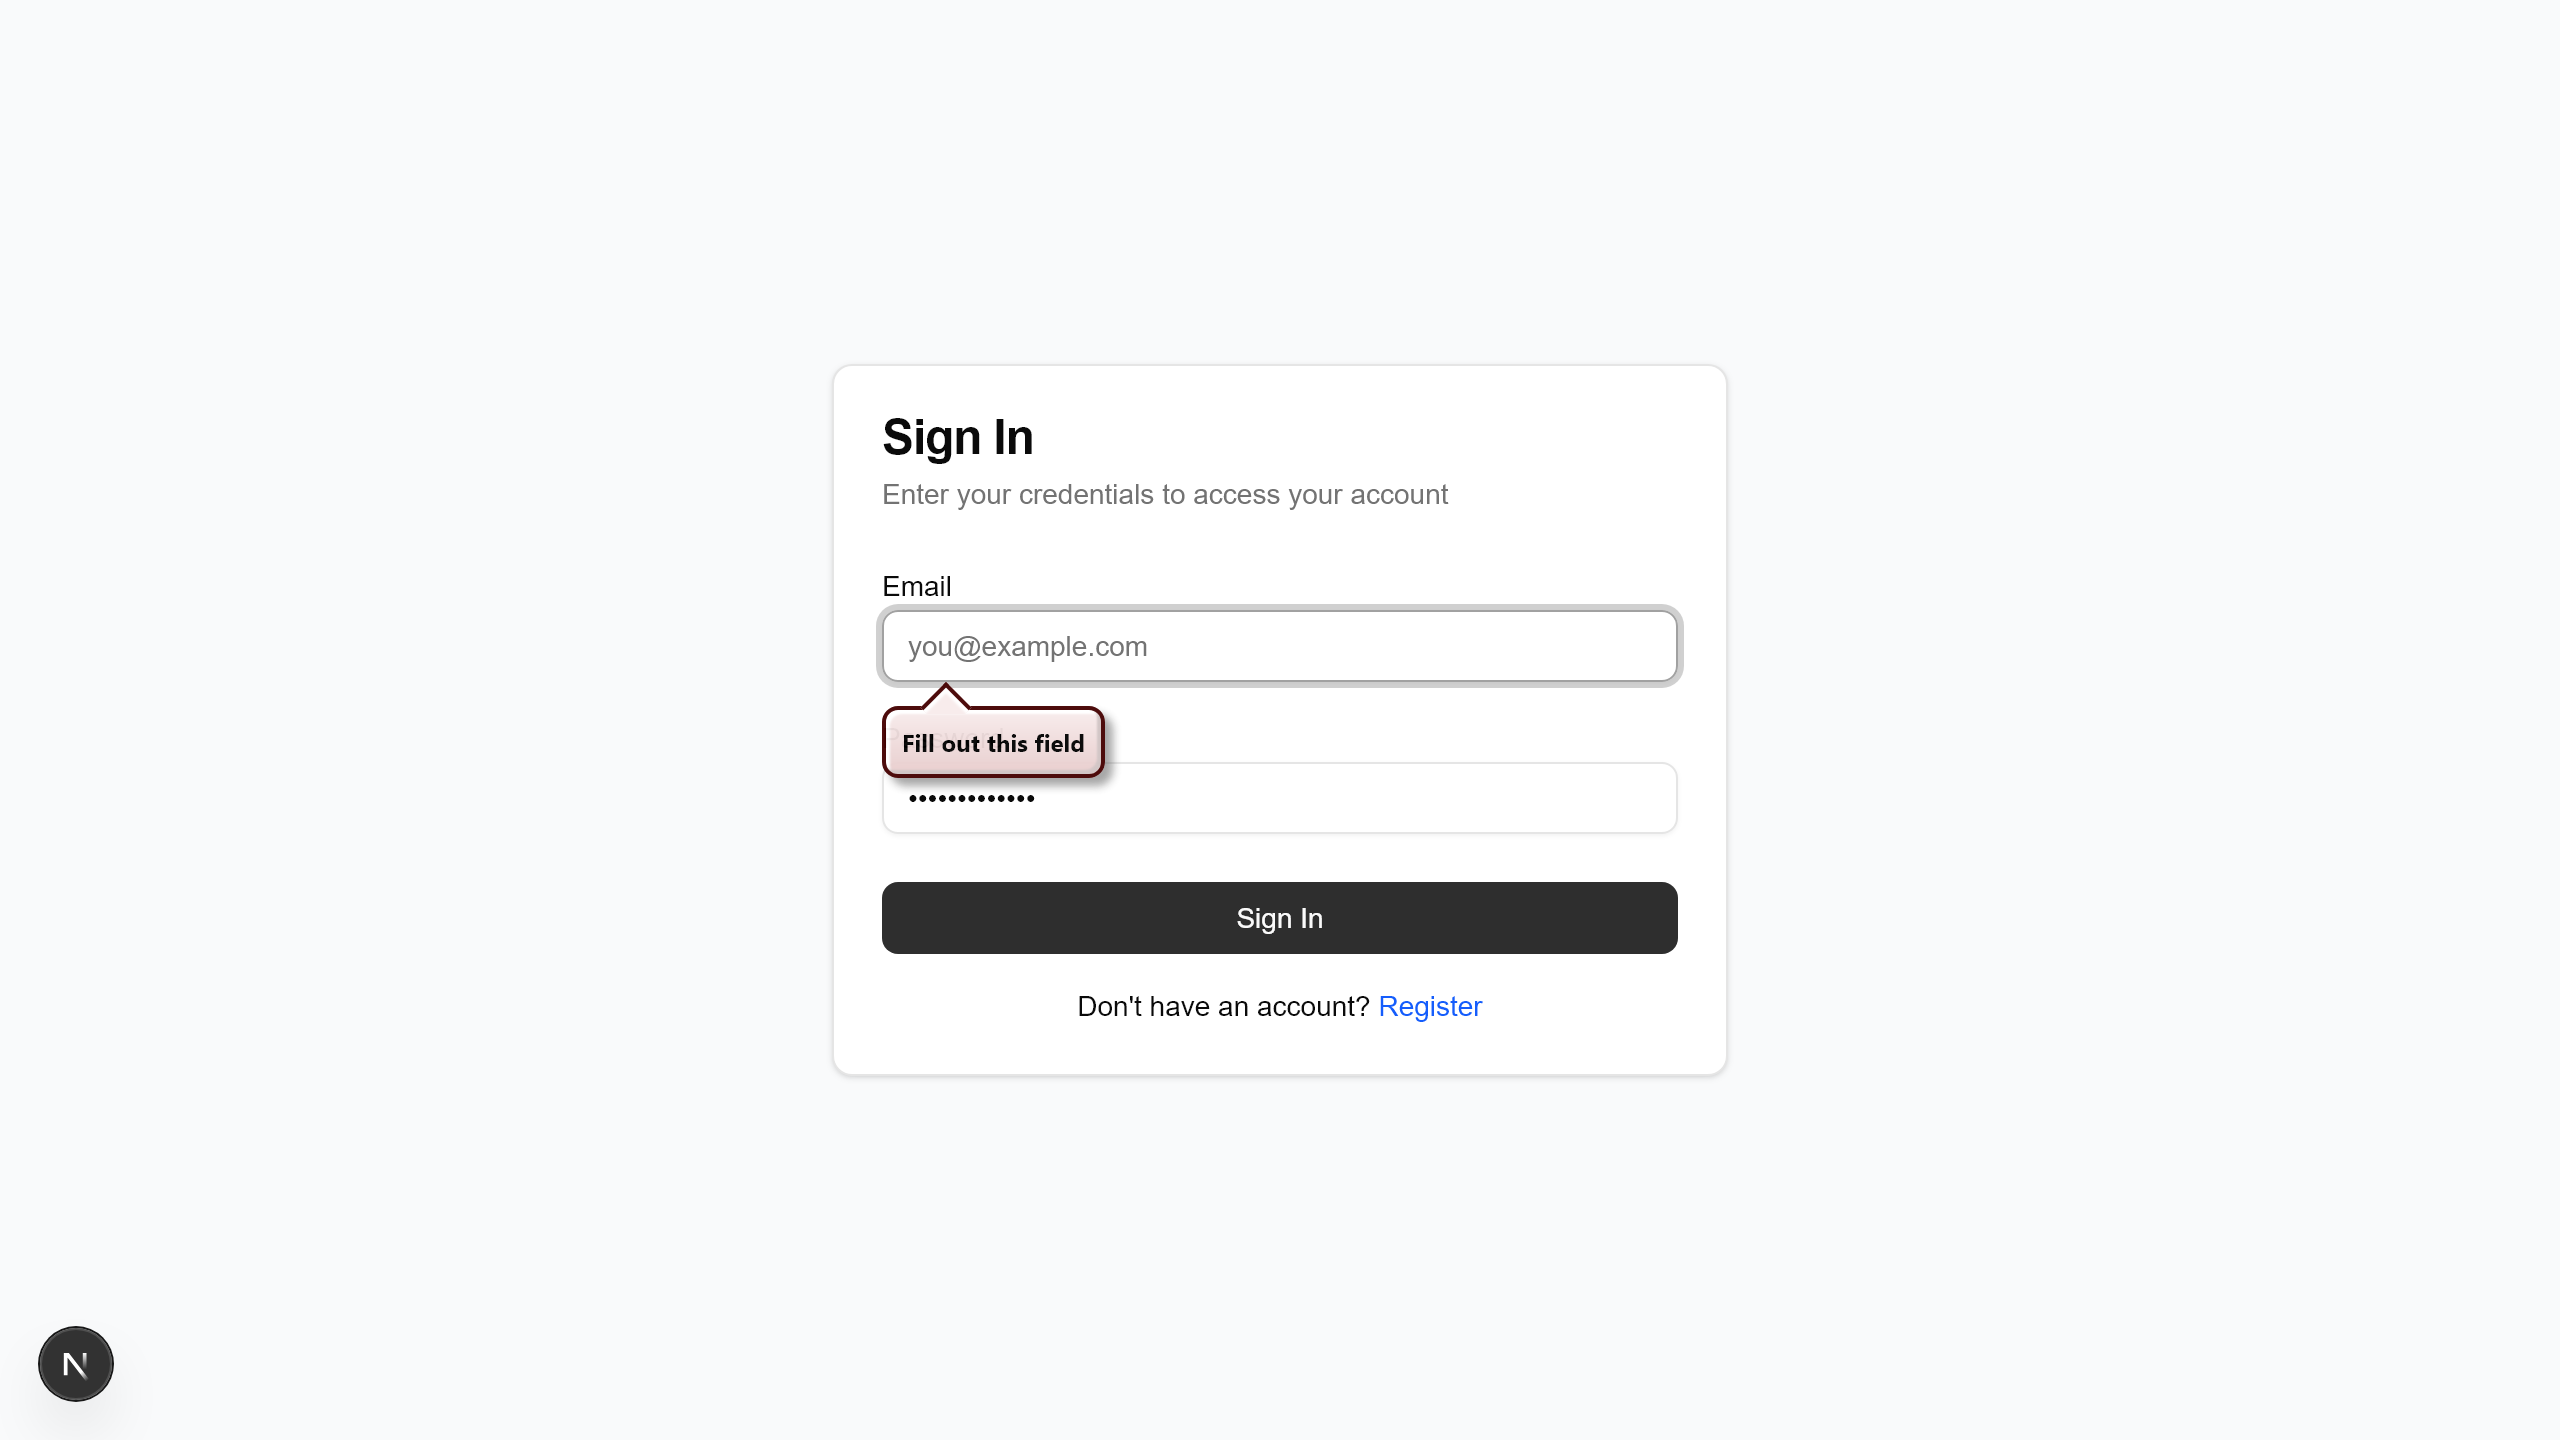 Sign In
Enter your credentials to access your account
Email
you@example.com
Fill out this field
•••••••••••••
Sign In
Don't have an account? Register
N